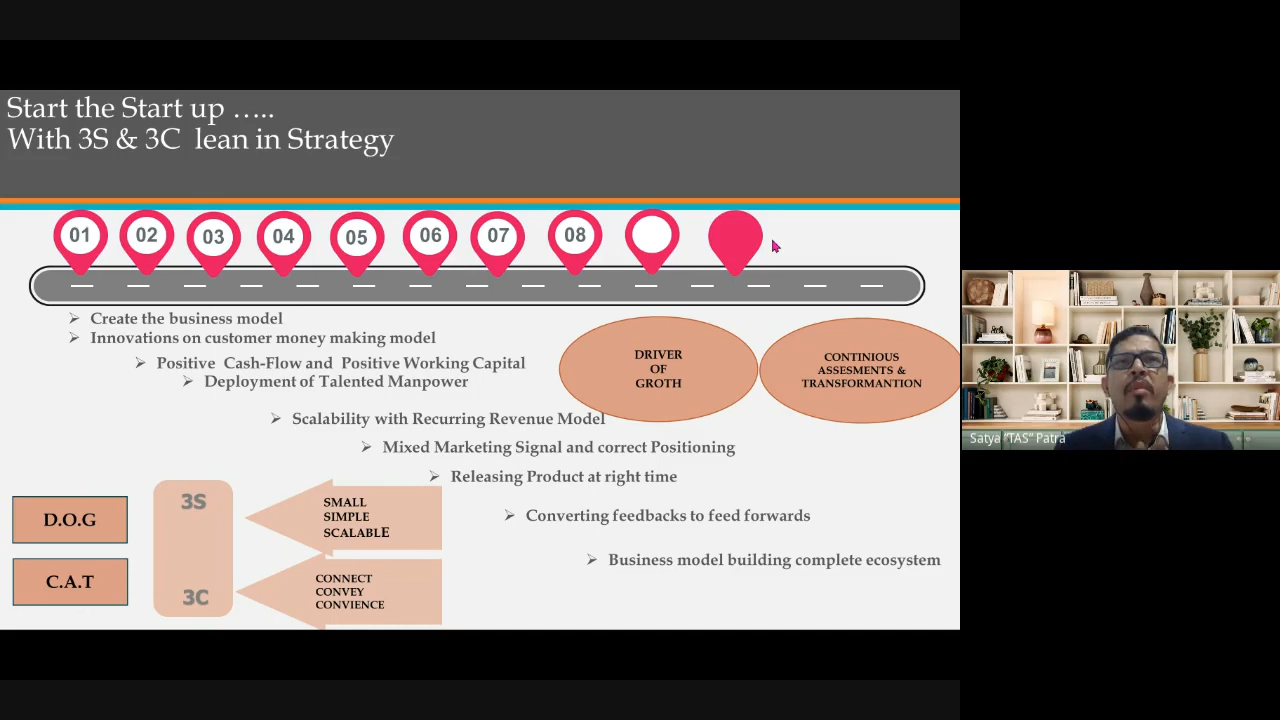 Start the Start up …..
With 3S & 3C lean in Strategy
01 02 03 04 05 06 07 08
➢ Create the business model
➢ Innovations on customer money making model
➢ Positive Cash-Flow and Positive Working Capital
➢ Deployment of Talented Manpower
➢ Scalability with Recurring Revenue Model
➢ Mixed Marketing Signal and correct Positioning
➢ Releasing Product at right time
➢ Converting feedbacks to feed forwards
➢ Business model building complete ecosystem
DRIVER
OF
GROTH
CONTINIOUS
ASSESMENTS &
TRANSFORMANTION
D.O.G
C.A.T
3S
3C
SMALL
SIMPLE
SCALABLE
CONNECT
CONVEY
CONVIENCE
Satya "TAS" Patra